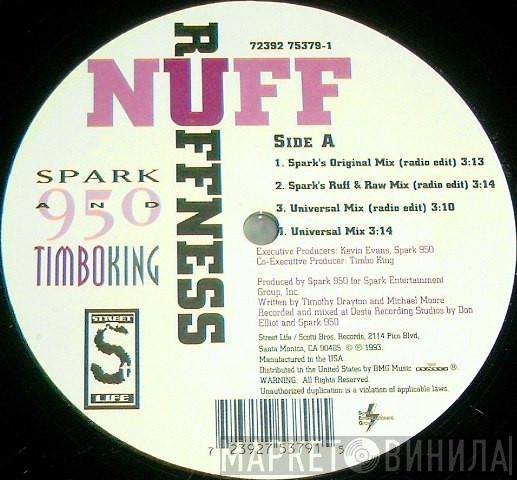 72392 75379-1
NUFF
RUFFNESS
SIDE A
1. Spark's Original Mix (radio edit) 3:13
2. Spark's Ruff & Raw Mix (radio edit) 3:14
3. Universal Mix (radio edit) 3:10
4. Universal Mix 3:14
SPARK
950
AND
TIMBOKING
Executive Producers: Kevin Evans, Spark 950
Co-Executive Producer: Timbo King
Produced by Spark 950 for Spark Entertainment
Group, Inc.
Written by Timothy Drayton and Michael Moore
Recorded and mixed at Desta Recording Studios by Don
Elliot and Spark 950
Street Life / Scotti Bros. Records, 2114 Pico Blvd,
Santa Monica, CA 90405 © ℗ 1993.
Manufactured in the USA
Distributed in the United States by BMG Music ®.
WARNING: All Rights Reserved.
Unauthorized duplication is a violation of applicable laws.
STREET
S
LIFE
7 23927 53791 5
МАРКЕТ ВИНИЛА